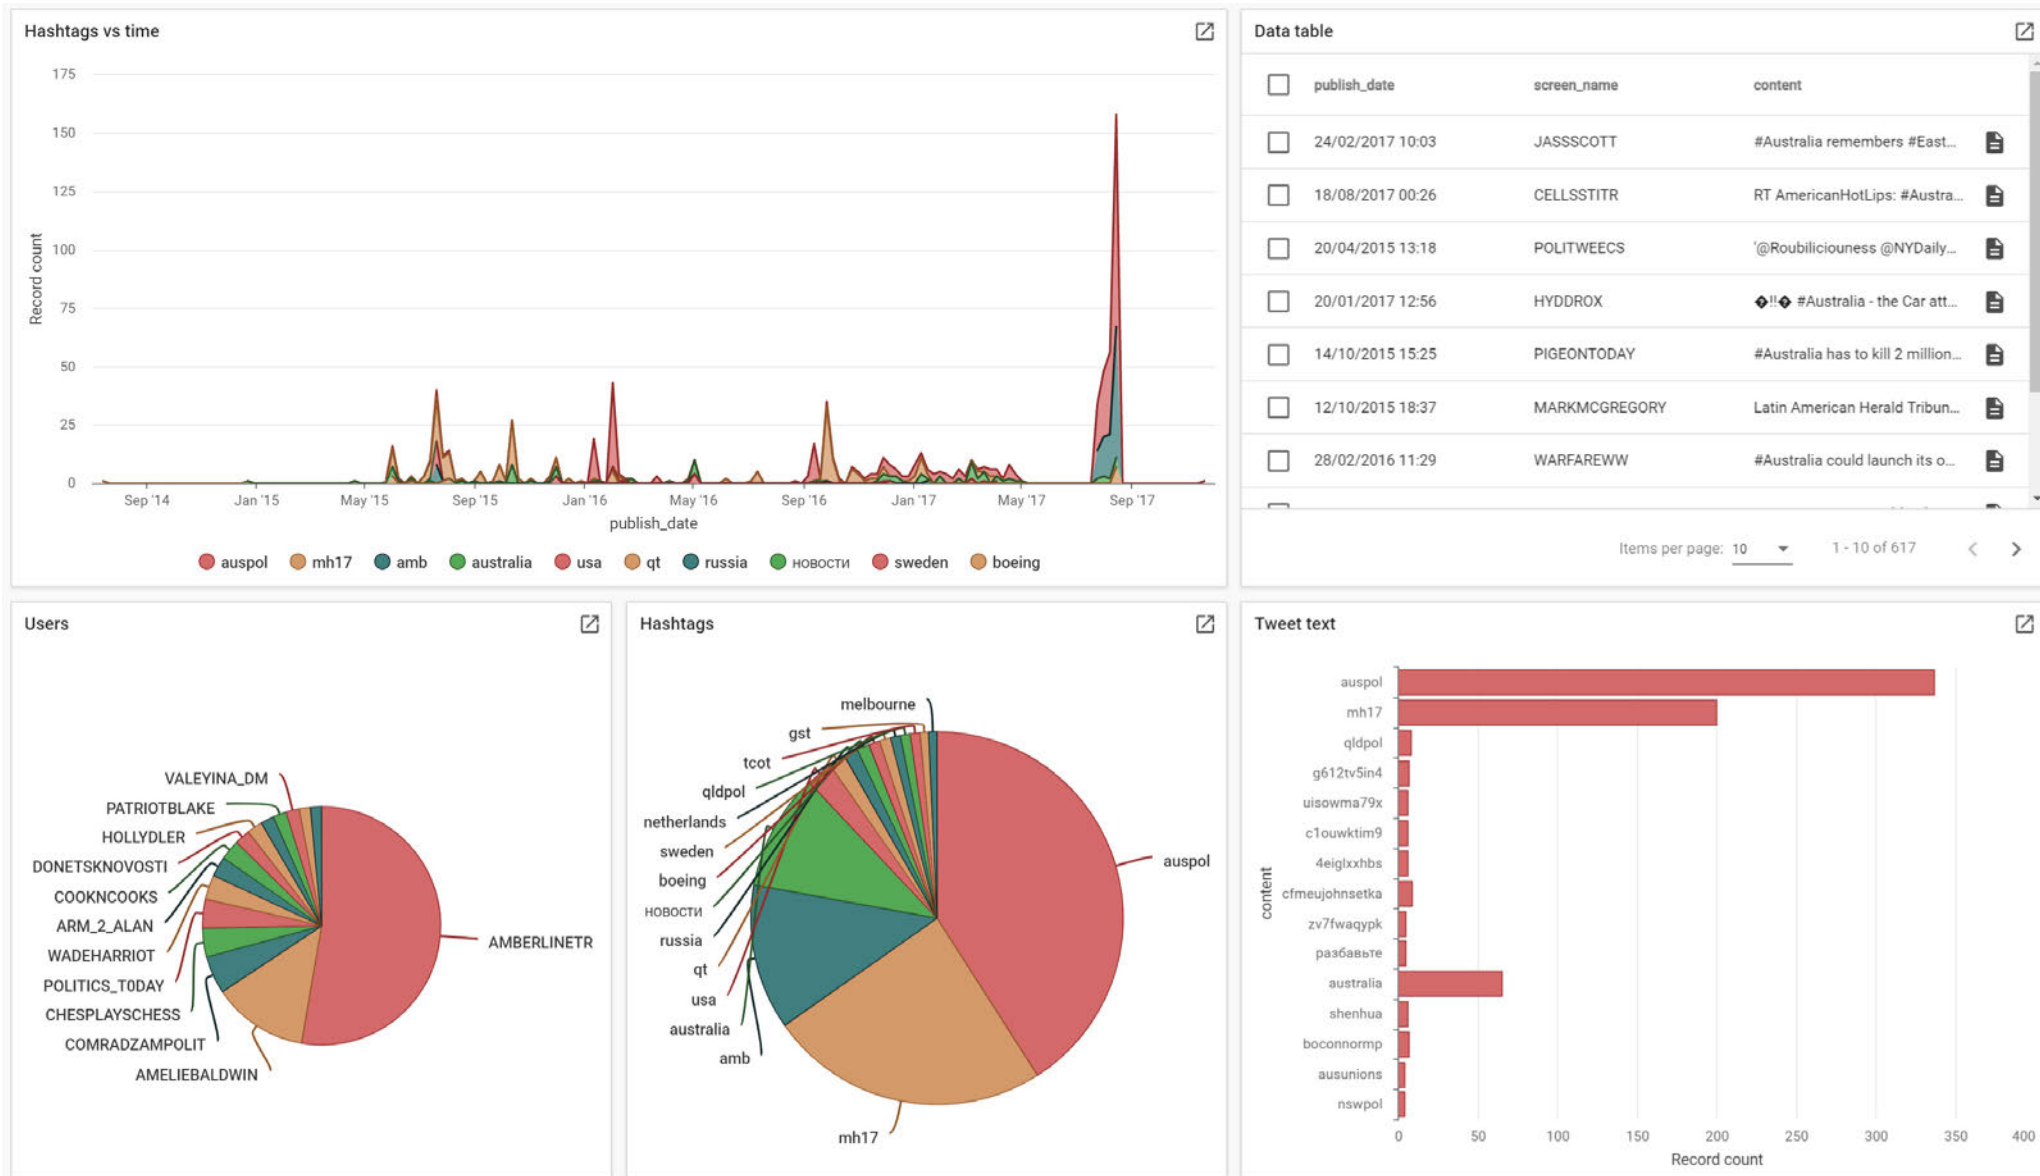 Hashtags vs time
175
150
125
100
75
50
25
0
Record count
Sep '14 Jan '15 May '15 Sep '15 Jan '16 May '16 Sep '16 Jan '17 May '17 Sep '17
publish_date
auspol mh17 amb australia usa qt russia новости sweden boeing
Data table
publish_date screen_name content
24/02/2017 10:03 JASSSCOTT #Australia remembers #East...
18/08/2017 00:26 CELLSSTITR RT AmericanHotLips: #Austra...
20/04/2015 13:18 POLITWEECS '@Roubiliciouness @NYDaily...
20/01/2017 12:56 HYDDROX �!!� #Australia - the Car att...
14/10/2015 15:25 PIGEONTODAY #Australia has to kill 2 million...
12/10/2015 18:37 MARKMCGREGORY Latin American Herald Tribun...
28/02/2016 11:29 WARFAREWW #Australia could launch its o...
Items per page: 10 1 - 10 of 617
Users
VALEYINA_DM
PATRIOTBLAKE
HOLLYDLER
DONETSKNOVOSTI
COOKNCOOKS
ARM_2_ALAN
WADEHARRIOT
POLITICS_T0DAY
CHESPLAYSCHESS
COMRADZAMPOLIT
AMELIEBALDWIN
AMBERLINETR
Hashtags
melbourne
gst
tcot
qldpol
netherlands
sweden
boeing
новости
russia
qt
usa
australia
amb
mh17
auspol
Tweet text
content
auspol
mh17
qldpol
g612tv5in4
uisowma79x
c1ouwktim9
4eiglxxhbs
cfmeujohnsetka
zv7fwaqypk
разбавьте
australia
shenhua
boconnormp
ausunions
nswpol
0 50 100 150 200 250 300 350 400
Record count